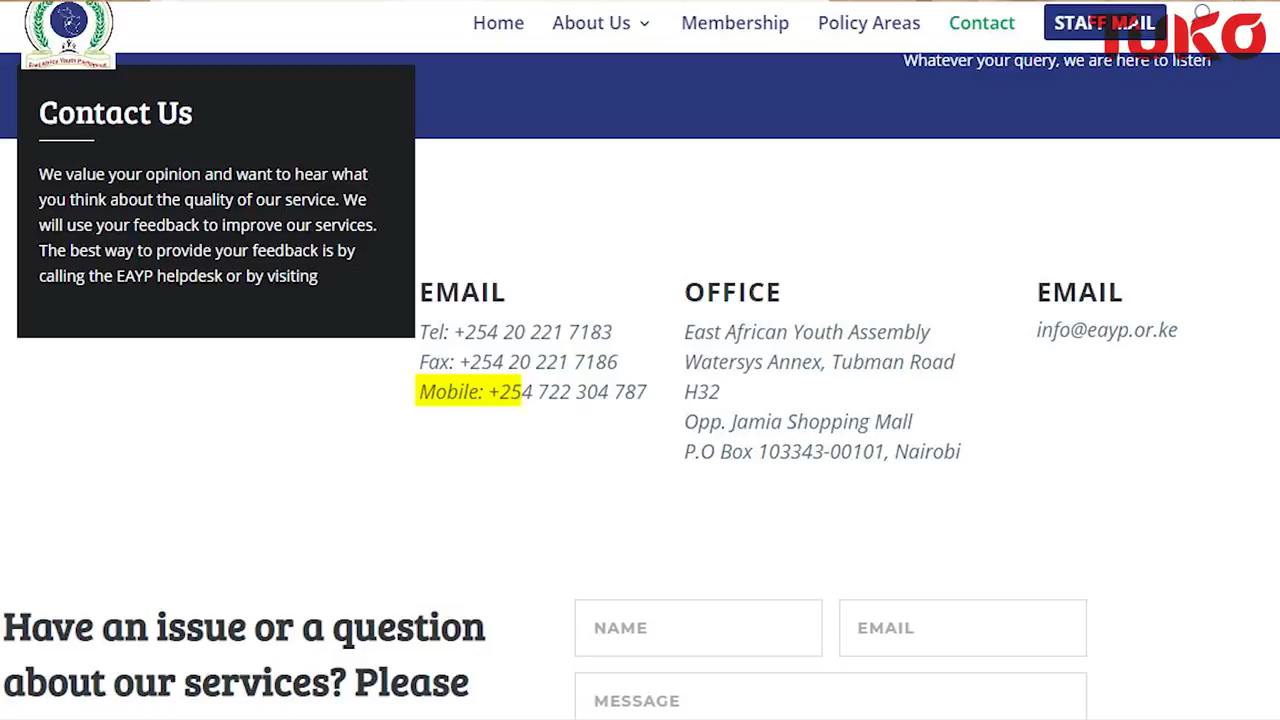 Home
About Us
Membership
Policy Areas
Contact
STAFF MAIL
TUKO
East Africa Youth Parliament
Whatever your query, we are here to listen
Contact Us
We value your opinion and want to hear what
you think about the quality of our service. We
will use your feedback to improve our services.
The best way to provide your feedback is by
calling the EAYP helpdesk or by visiting
EMAIL
Tel: +254 20 221 7183
Fax: +254 20 221 7186
Mobile: +254 722 304 787
OFFICE
East African Youth Assembly
Watersys Annex, Tubman Road
H32
Opp. Jamia Shopping Mall
P.O Box 103343-00101, Nairobi
EMAIL
info@eayp.or.ke
Have an issue or a question
about our services? Please
NAME
EMAIL
MESSAGE